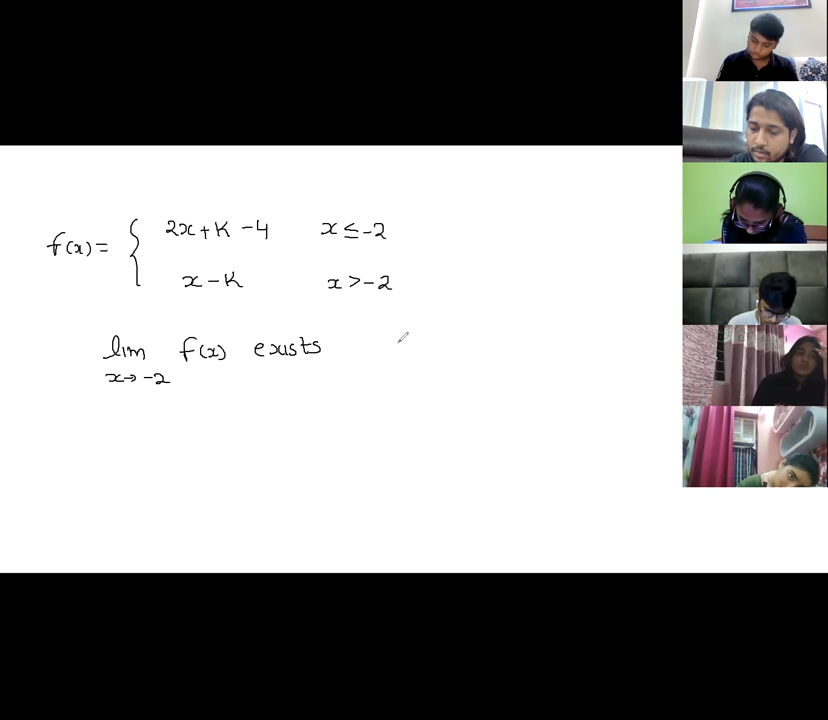 f(x) = { 2x + K - 4 x ≤ -2
x - K x > -2
lim f(x) exists
x → -2